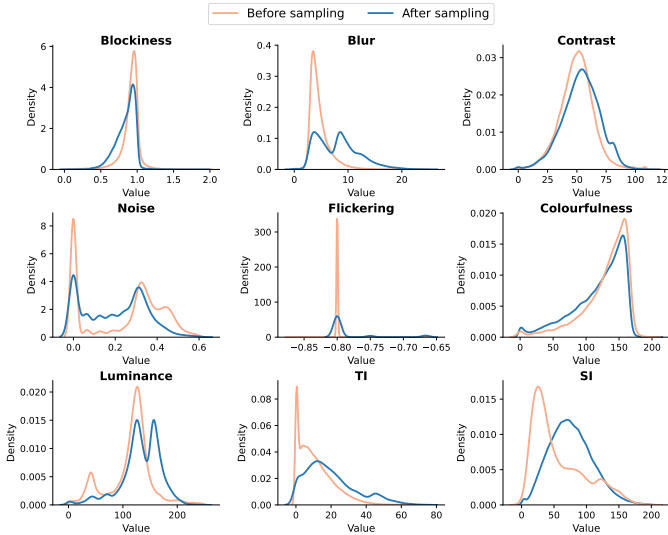 Before sampling After sampling
Blockiness Blur Contrast
Density 6 4 2 0
0.0 0.5 1.0 1.5 2.0
Value
Density 0.4 0.3 0.2 0.1 0.0
0 10 20
Value
Density 0.03 0.02 0.01 0.00
0 25 50 75 100
Value
Noise Flickering Colourfulness
Density 8 6 4 2 0
0.0 0.2 0.4 0.6
Value
Density 300 200 100 0
−0.85 −0.80 −0.75 −0.70 −0.65
Value
Density 0.020 0.015 0.010 0.005 0.000
0 50 100 150 200
Value
Luminance TI SI
Density 0.020 0.015 0.010 0.005 0.000
0 100 200
Value
Density 0.08 0.06 0.04 0.02 0.00
0 20 40 60 80
Value
Density 0.015 0.010 0.005 0.000
0 50 100 150 200
Value